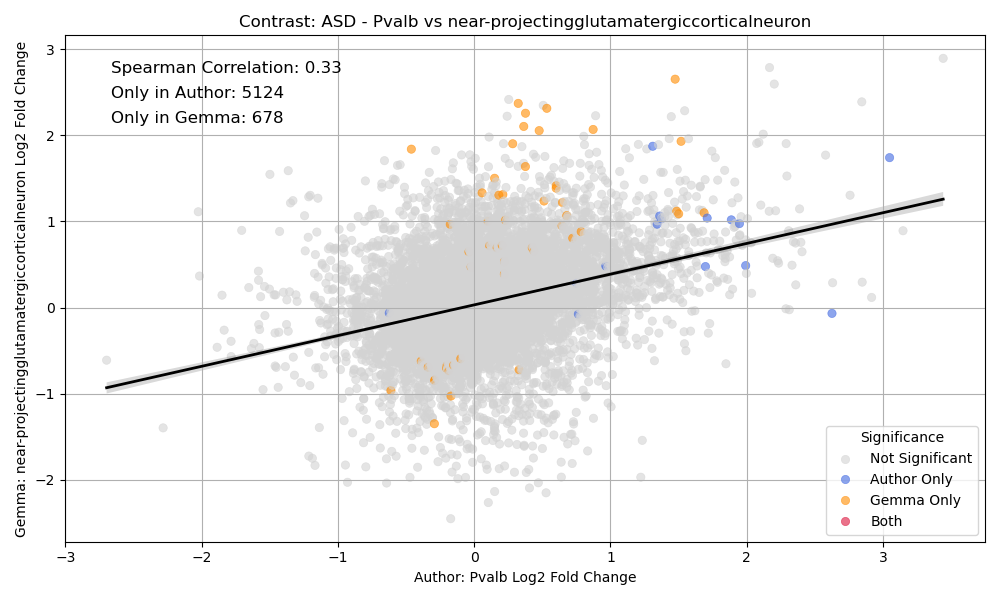 Contrast: ASD - Pvalb vs near-projectingglutamatergiccorticalneuron
Gemma: near-projectingglutamatergiccorticalneuron Log2 Fold Change
3
2
1
0
−1
−2
Spearman Correlation: 0.33
Only in Author: 5124
Only in Gemma: 678
Significance
Not Significant
Author Only
Gemma Only
Both
−3
−2
−1
0
1
2
3
Author: Pvalb Log2 Fold Change